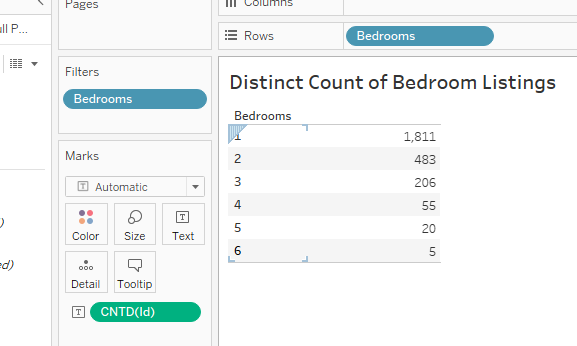 Pages
Columns
ull P...
Rows
Bedrooms
Filters
Bedrooms
Distinct Count of Bedroom Listings
Bedrooms
1 1,811
2 483
3 206
4 55
5 20
6 5
Marks
T Automatic
Color Size Text
Detail Tooltip
T CNTD(Id)
)
ed)